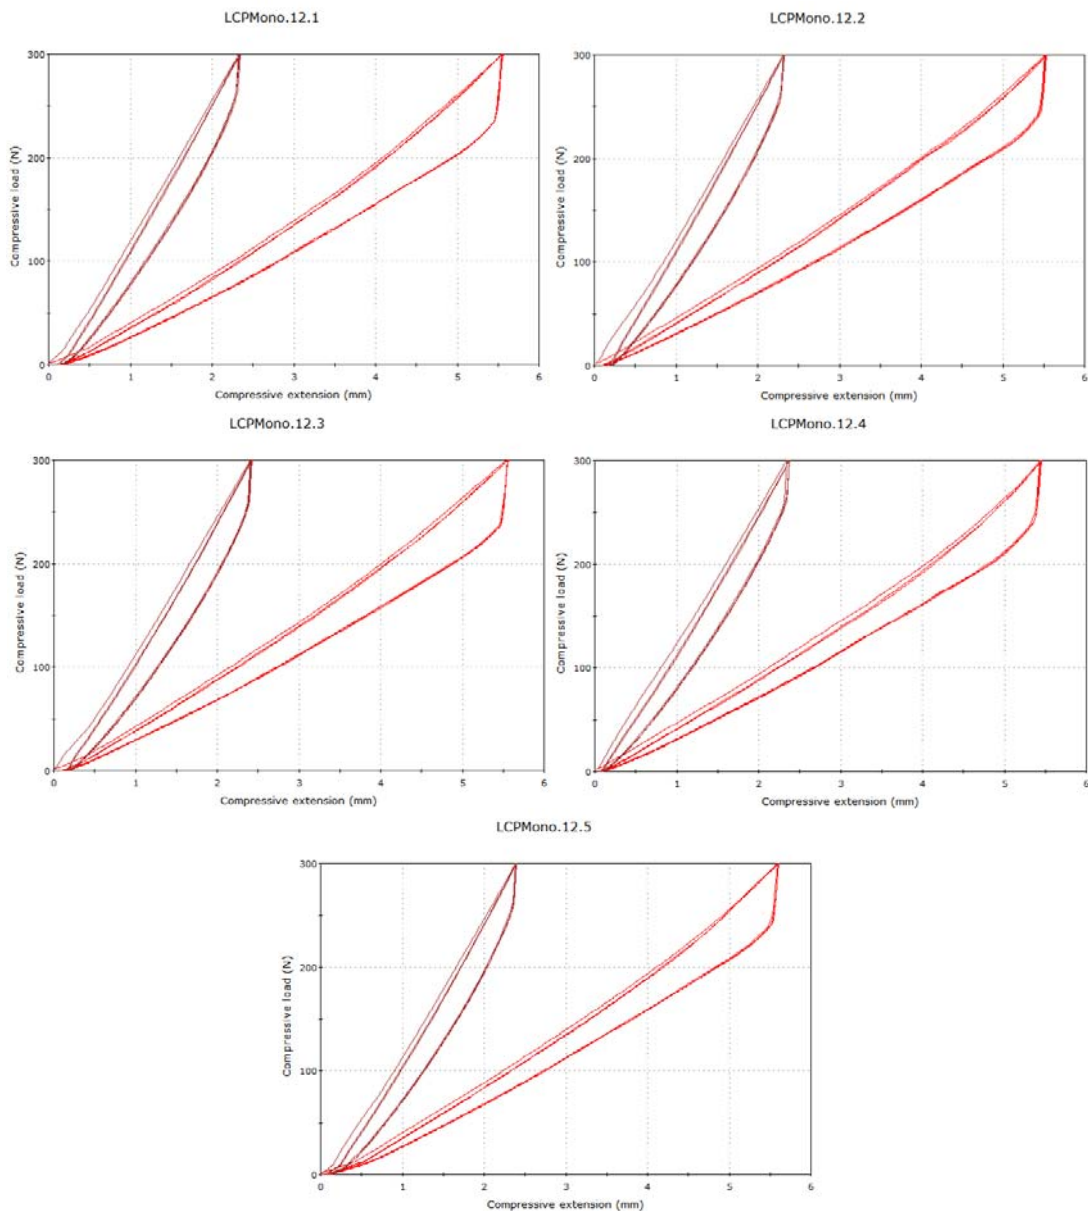 LCPMono.12.1
LCPMono.12.2
300
200
100
0
Compressive load (N)
0 1 2 3 4 5 6
Compressive extension (mm)
300
200
100
0
Compressive load (N)
0 1 2 3 4 5 6
Compressive extension (mm)
LCPMono.12.3
LCPMono.12.4
300
200
100
0
Compressive load (N)
0 1 2 3 4 5 6
Compressive extension (mm)
300
200
100
0
Compressive load (N)
0 1 2 3 4 5 6
Compressive extension (mm)
LCPMono.12.5
300
200
100
0
Compressive load (N)
0 1 2 3 4 5 6
Compressive extension (mm)